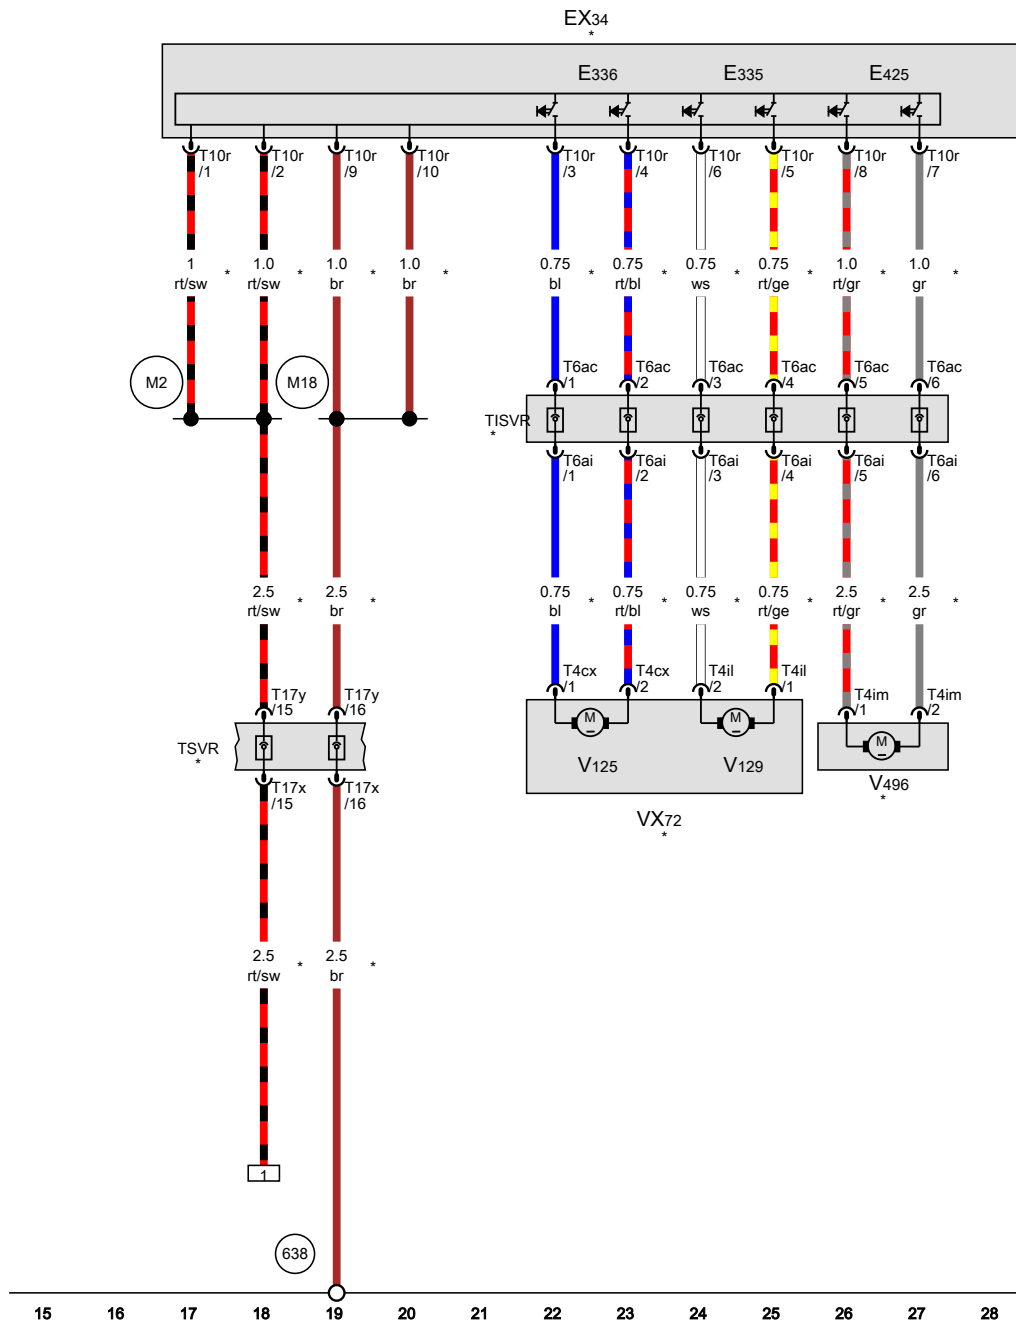 EX34
*
E336 E335 E425
T10r T10r T10r T10r T10r T10r T10r T10r T10r T10r
/1 /2 /9 /10 /3 /4 /6 /5 /8 /7
1 1.0 1.0 1.0 0.75 0.75 0.75 0.75 1.0 1.0
rt/sw * rt/sw * br * br * bl * rt/bl * ws * rt/ge * rt/gr * gr *
T6ac T6ac T6ac T6ac T6ac T6ac
/1 /2 /3 /4 /5 /6
M2 M18
TISVR
*
T6ai T6ai T6ai T6ai T6ai T6ai
/1 /2 /3 /4 /5 /6
2.5 2.5 0.75 0.75 0.75 0.75 2.5 2.5
rt/sw * br * bl * rt/bl * ws * rt/ge * rt/gr * gr *
T4cx T4cx T4il T4il
/1 /2 /2 /1
T17y T17y T4im T4im
/15 /16 /1 /2
M M M
TSVR
*
V125 V129 V496
*
T17x T17x
/15 /16
VX72
*
2.5 2.5
rt/sw * br *
1
638
15 16 17 18 19 20 21 22 23 24 25 26 27 28